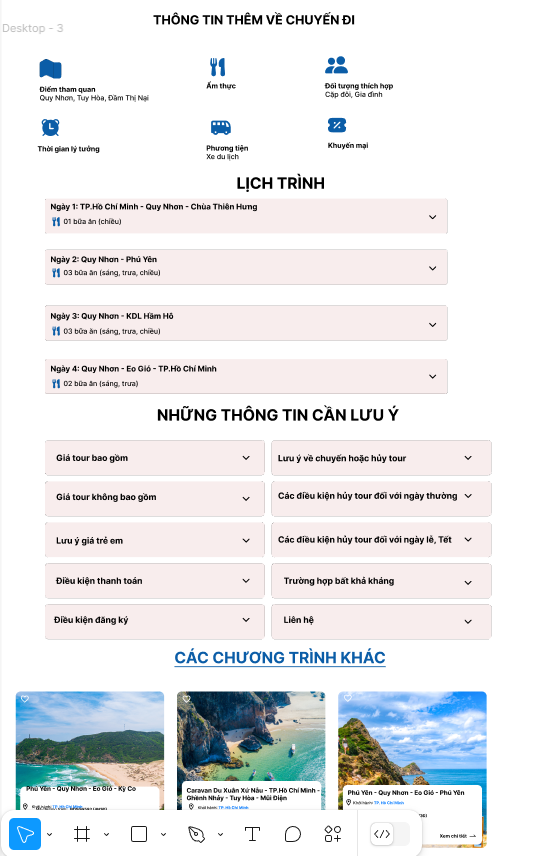 THÔNG TIN THÊM VỀ CHUYẾN ĐI
Desktop - 3
Điểm tham quan
Quy Nhơn, Tuy Hòa, Đầm Thị Nại
Ẩm thực
Đối tượng thích hợp
Cặp đôi, Gia đình
Thời gian lý tưởng
Phương tiện
Xe du lịch
Khuyến mại
LỊCH TRÌNH
Ngày 1: TP.Hồ Chí Minh - Quy Nhơn - Chùa Thiên Hưng
01 bữa ăn (chiều)
Ngày 2: Quy Nhơn - Phú Yên
03 bữa ăn (sáng, trưa, chiều)
Ngày 3: Quy Nhơn - KDL Hầm Hô
03 bữa ăn (sáng, trưa, chiều)
Ngày 4: Quy Nhơn - Eo Gió - TP.Hồ Chí Minh
02 bữa ăn (sáng, trưa)
NHỮNG THÔNG TIN CẦN LƯU Ý
Giá tour bao gồm
Lưu ý về chuyến hoặc hủy tour
Giá tour không bao gồm
Các điều kiện hủy tour đối với ngày thường
Lưu ý giá trẻ em
Các điều kiện hủy tour đối với ngày lễ, Tết
Điều kiện thanh toán
Trường hợp bất khả kháng
Điều kiện đăng ký
Liên hệ
CÁC CHƯƠNG TRÌNH KHÁC
Phú Yên - Quy Nhơn - Eo Gió - Kỳ Co
Khởi hành: TP. Hồ Chí Minh
Caravan Du Xuân Xứ Nẫu - TP.Hồ Chí Minh -
Ghềnh Nhảy - Tuy Hòa - Mũi Điện
Khởi hành: TP. Hồ Chí Minh
Phú Yên - Quy Nhơn - Eo Gió - Phú Yên
Khởi hành: TP. Hồ Chí Minh
Xem chi tiết